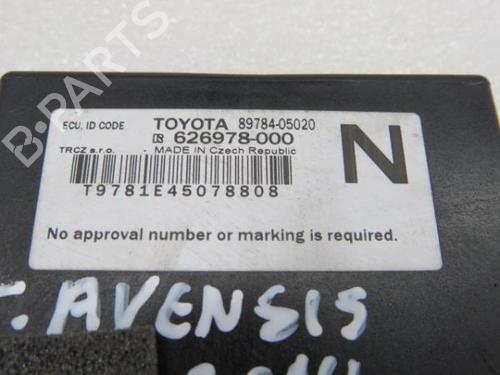 ECU. ID CODE TOYOTA 89784-05020
626978-000
TRCZ s.r.o. - MADE IN Czech Republic
N
T9781E45078808
No approval number or marking is required.
T. AVENSIS
B-PARTS